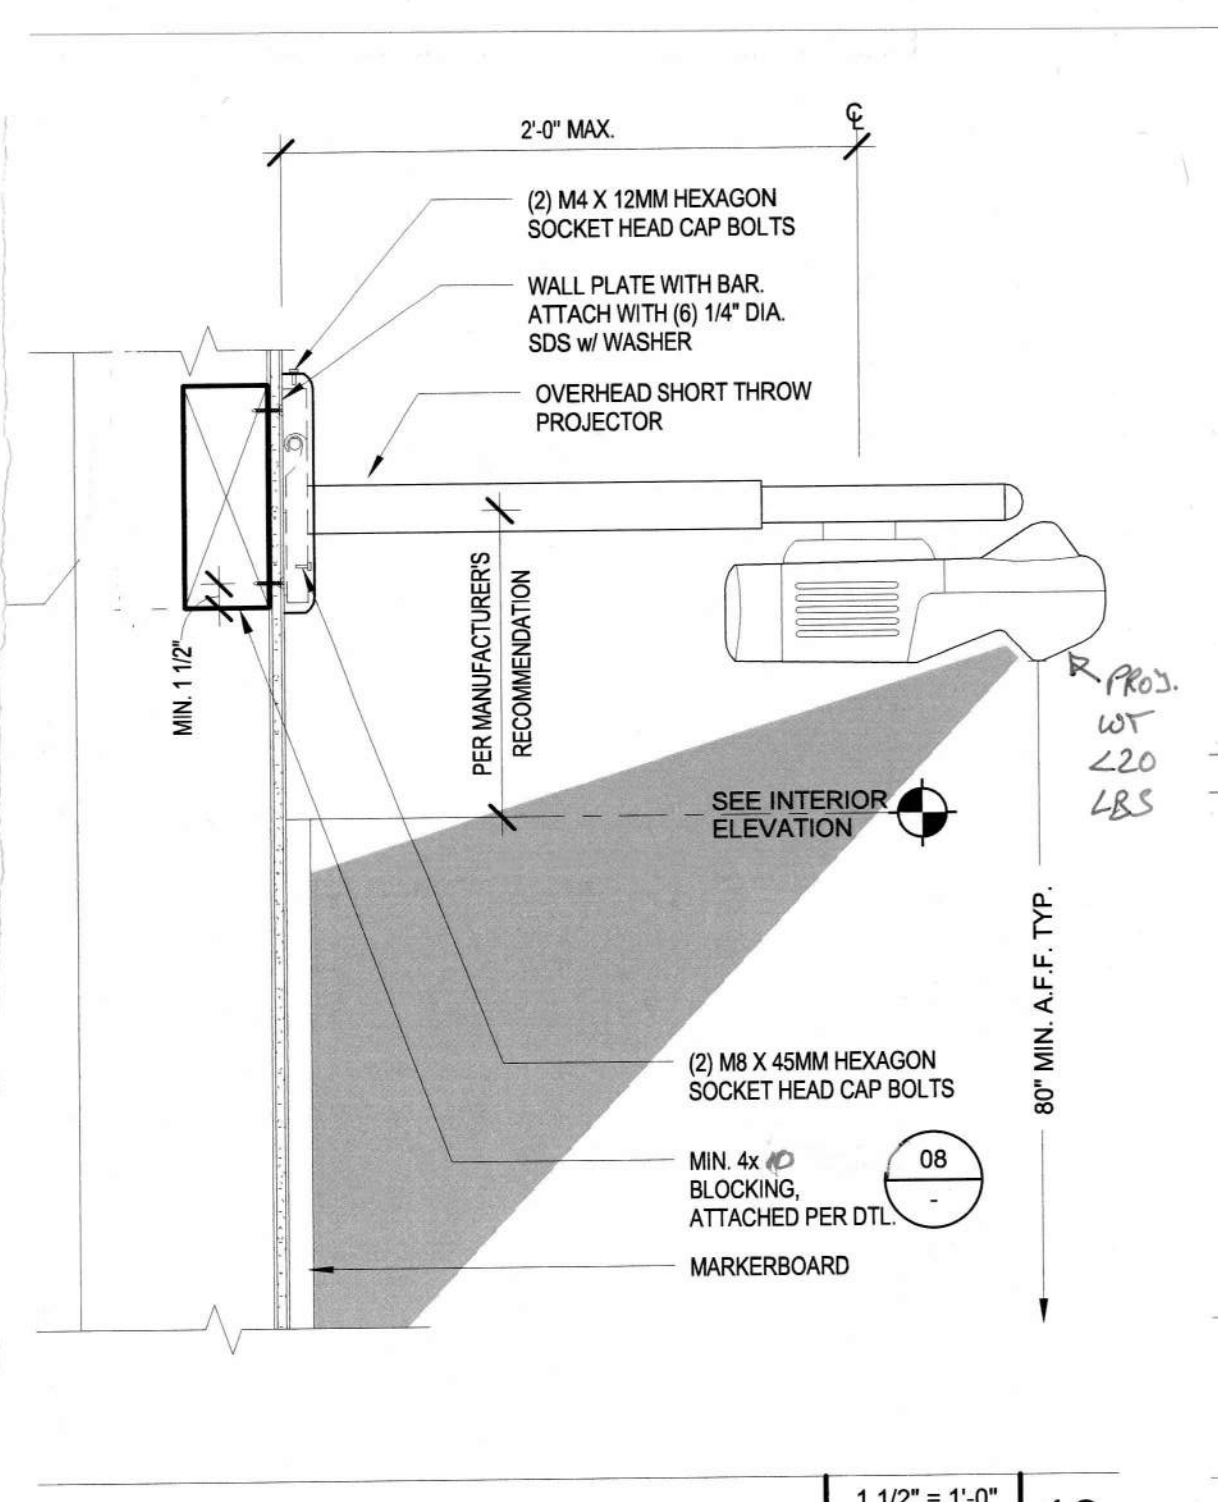 2'-0" MAX.
℄
(2) M4 X 12MM HEXAGON
SOCKET HEAD CAP BOLTS
WALL PLATE WITH BAR.
ATTACH WITH (6) 1/4" DIA.
SDS w/ WASHER
OVERHEAD SHORT THROW
PROJECTOR
MIN. 1 1/2"
PER MANUFACTURER'S
RECOMMENDATION
PROJ.
WT
<20
LBS
SEE INTERIOR
ELEVATION
80" MIN. A.F.F. TYP.
(2) M8 X 45MM HEXAGON
SOCKET HEAD CAP BOLTS
MIN. 4x 10
BLOCKING,
ATTACHED PER DTL.
08
-
MARKERBOARD
1 1/2" = 1'-0"